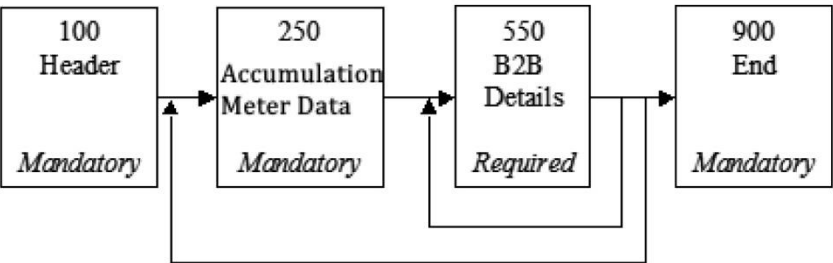 100
Header
Mandatory
250
Accumulation
Meter Data
Mandatory
550
B2B
Details
Required
900
End
Mandatory